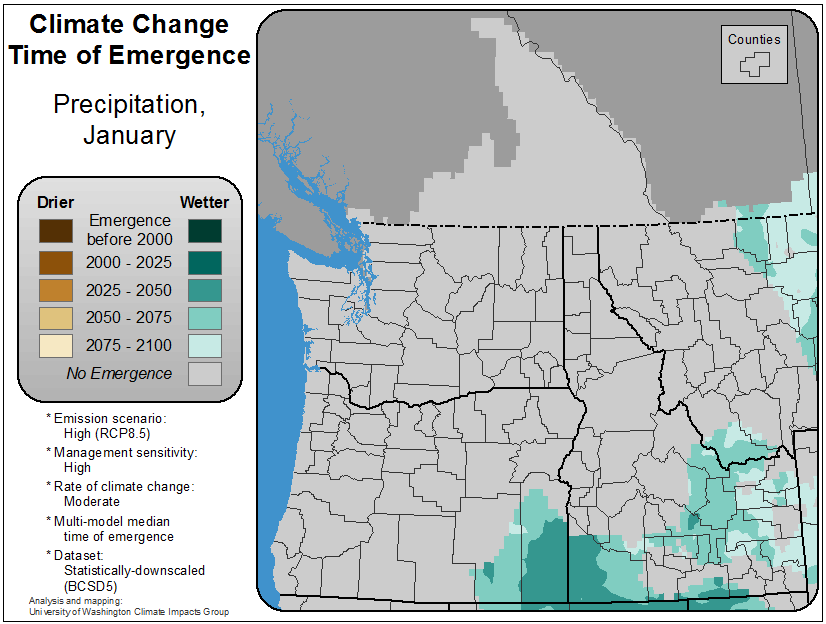 Climate Change
Time of Emergence
Precipitation,
January
Drier Wetter
Emergence
before 2000
2000 - 2025
2025 - 2050
2050 - 2075
2075 - 2100
No Emergence
* Emission scenario:
High (RCP8.5)
* Management sensitivity:
High
* Rate of climate change:
Moderate
* Multi-model median
time of emergence
* Dataset:
Statistically-downscaled
(BCSD5)
Analysis and mapping:
University of Washington Climate Impacts Group
Counties